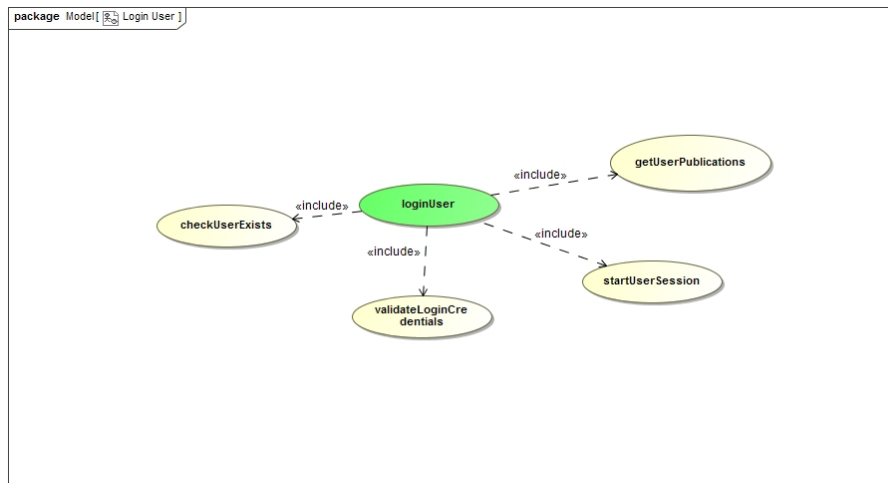 package Model[ Login User ]
getUserPublications
«include»
loginUser
«include»
checkUserExists
«include»
«include»
startUserSession
validateLoginCre
dentials